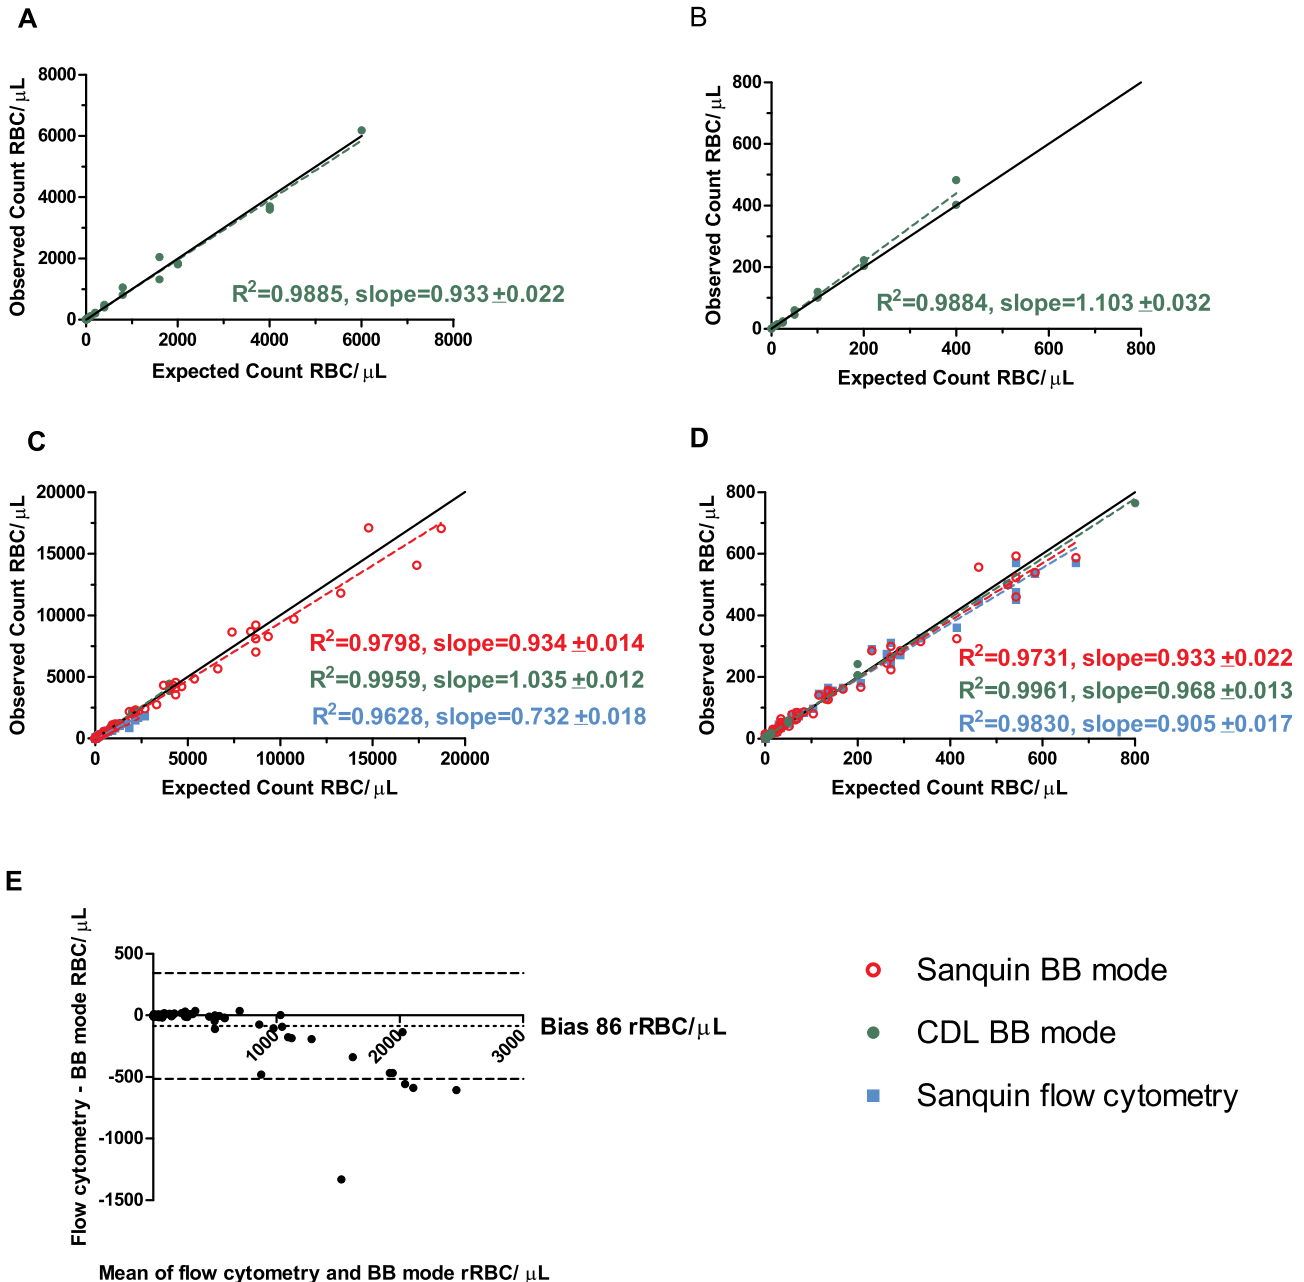 A
8000
6000
4000
2000
0
0 2000 4000 6000 8000
Observed Count RBC/ μL
Expected Count RBC/ μL
R2=0.9885, slope=0.933 ±0.022
B
800
600
400
200
0
0 200 400 600 800
Observed Count RBC/ μL
Expected Count RBC/ μL
R2=0.9884, slope=1.103 ±0.032
C
20000
15000
10000
5000
0
0 5000 10000 15000 20000
Observed Count RBC/ μL
Expected Count RBC/ μL
R2=0.9798, slope=0.934 ±0.014
R2=0.9959, slope=1.035 ±0.012
R2=0.9628, slope=0.732 ±0.018
D
800
600
400
200
0
0 200 400 600 800
Observed Count RBC/ μL
Expected Count RBC/ μL
R2=0.9731, slope=0.933 ±0.022
R2=0.9961, slope=0.968 ±0.013
R2=0.9830, slope=0.905 ±0.017
E
500
0
-500
-1000
-1500
1000 2000 3000
Flow cytometry - BB mode RBC/ μL
Bias 86 rRBC/μL
Mean of flow cytometry and BB mode rRBC/ μL
Sanquin BB mode
CDL BB mode
Sanquin flow cytometry